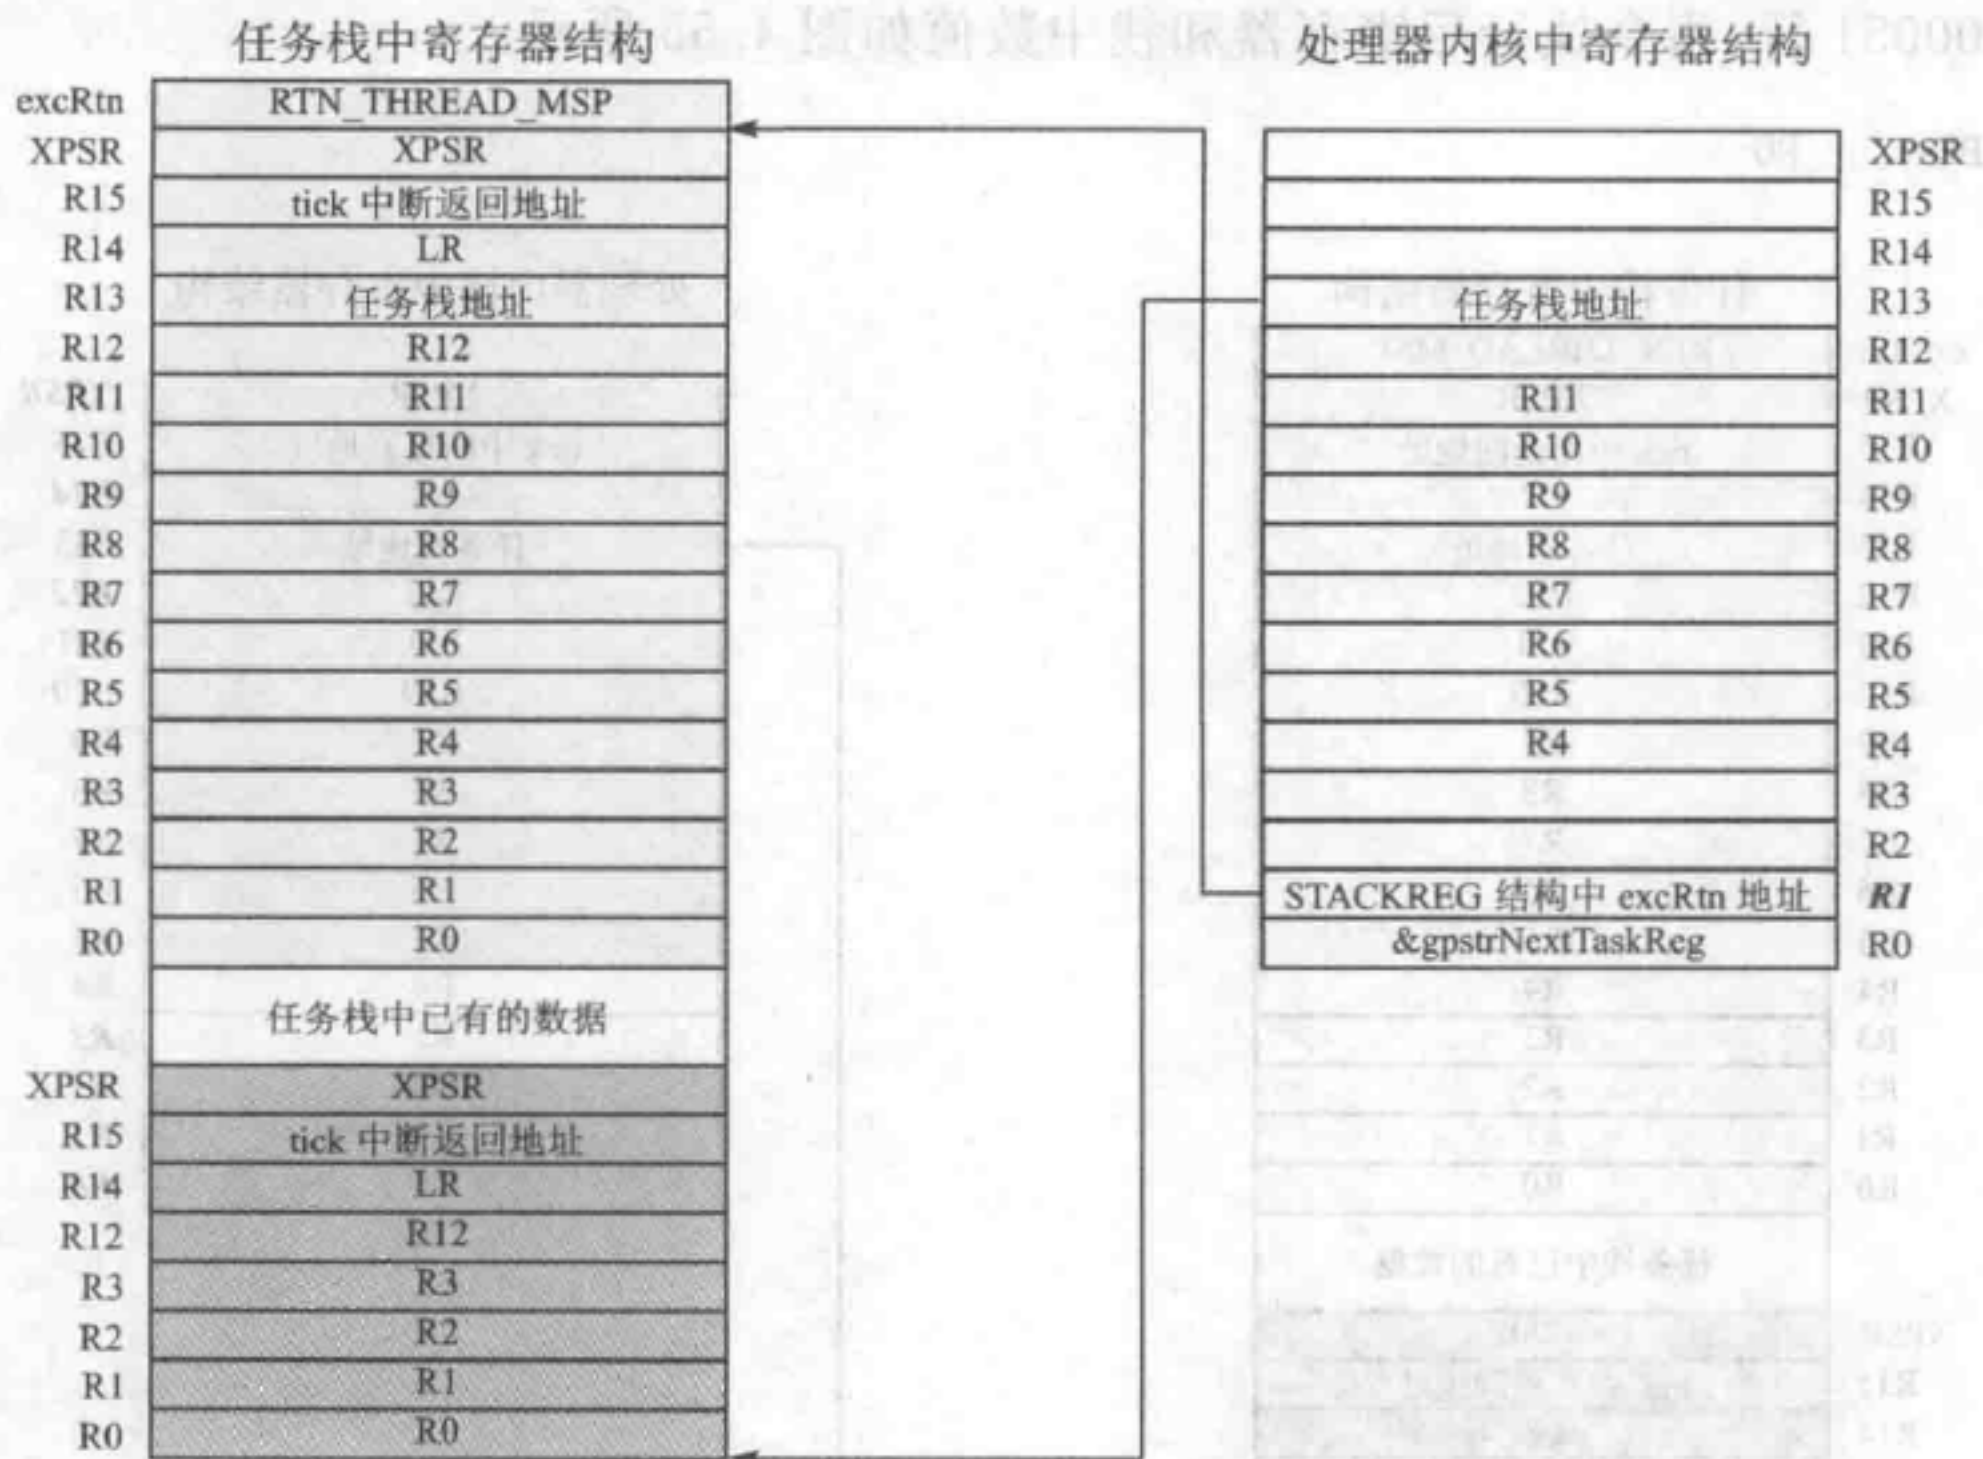 任务栈中寄存器结构
处理器内核中寄存器结构
excRtn RTN_THREAD_MSP
XPSR XPSR
R15 tick 中断返回地址
R14 LR
R13 任务栈地址
R12 R12
R11 R11
R10 R10
R9 R9
R8 R8
R7 R7
R6 R6
R5 R5
R4 R4
R3 R3
R2 R2
R1 R1
R0 R0
任务栈中已有的数据
XPSR XPSR
R15 tick 中断返回地址
R14 LR
R12 R12
R3 R3
R2 R2
R1 R1
R0 R0
XPSR
R15
R14
任务栈地址 R13
R12
R11 R11
R10 R10
R9 R9
R8 R8
R7 R7
R6 R6
R5 R5
R4 R4
R3
R2
STACKREG 结构中 excRtn 地址 R1
&gpstrNextTaskReg R0